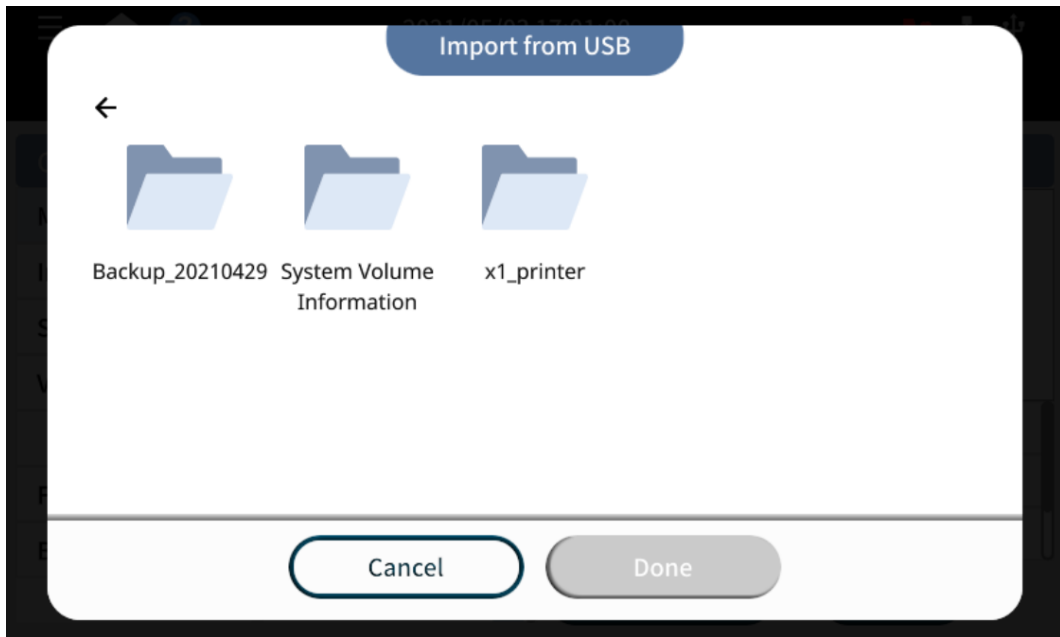 Import from USB
Backup_20210429 System Volume Information x1_printer
Cancel Done